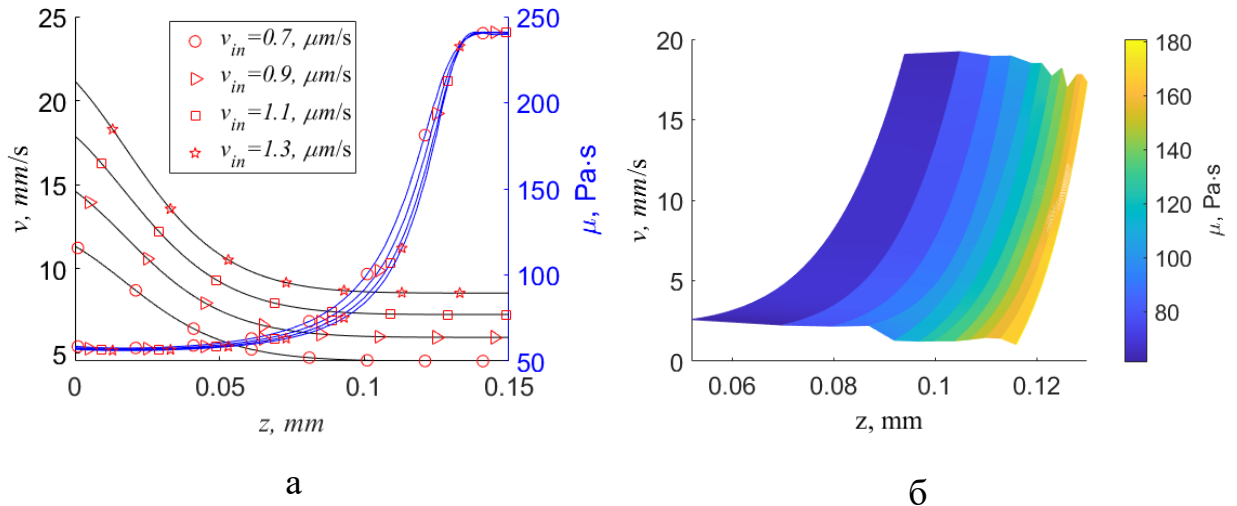 25
20
15
10
5
v, mm/s
v_in=0.7, μm/s
v_in=0.9, μm/s
v_in=1.1, μm/s
v_in=1.3, μm/s
250
200
150
100
50
μ, Pa·s
0
0.05
0.1
0.15
z, mm
а
20
15
10
5
0
v, mm/s
0.06
0.08
0.1
0.12
z, mm
180
160
140
120
100
80
μ, Pa·s
б